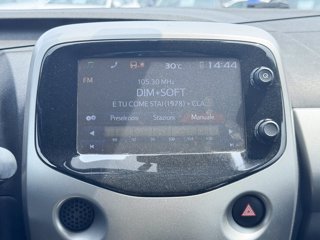 30°C 14:44
FM
105.30 MHz
DIM+SOFT
E TU COME STAI(1978) • CLA
Preselezioni Stazioni Manuale